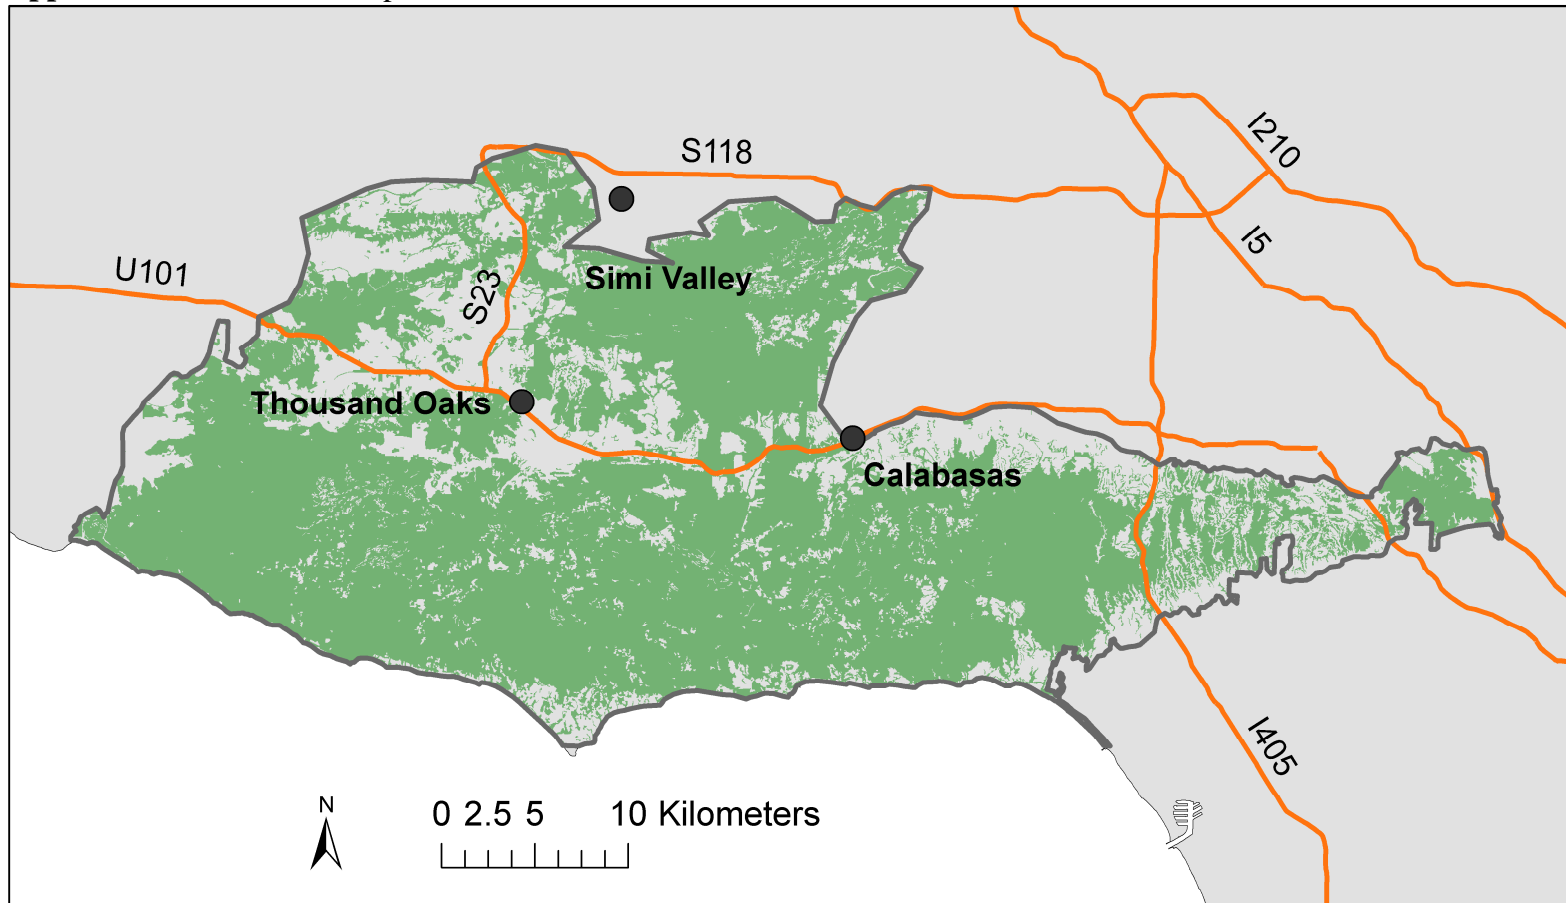 S118
I210
U101
I5
S23
Simi Valley
Thousand Oaks
Calabasas
I405
N
0 2.5 5 10 Kilometers